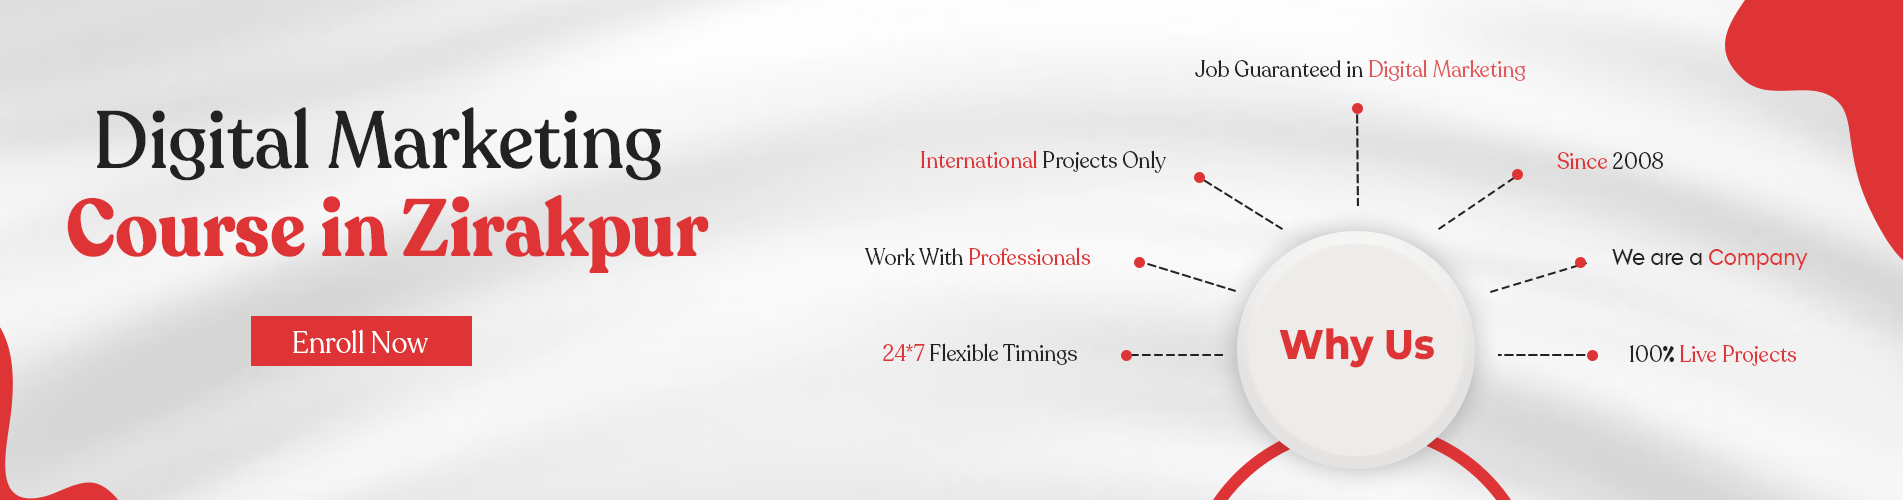 Digital Marketing
Course in Zirakpur
Enroll Now
Job Guaranteed in Digital Marketing
International Projects Only
Since 2008
Work With Professionals
We are a Company
24*7 Flexible Timings
100% Live Projects
Why Us